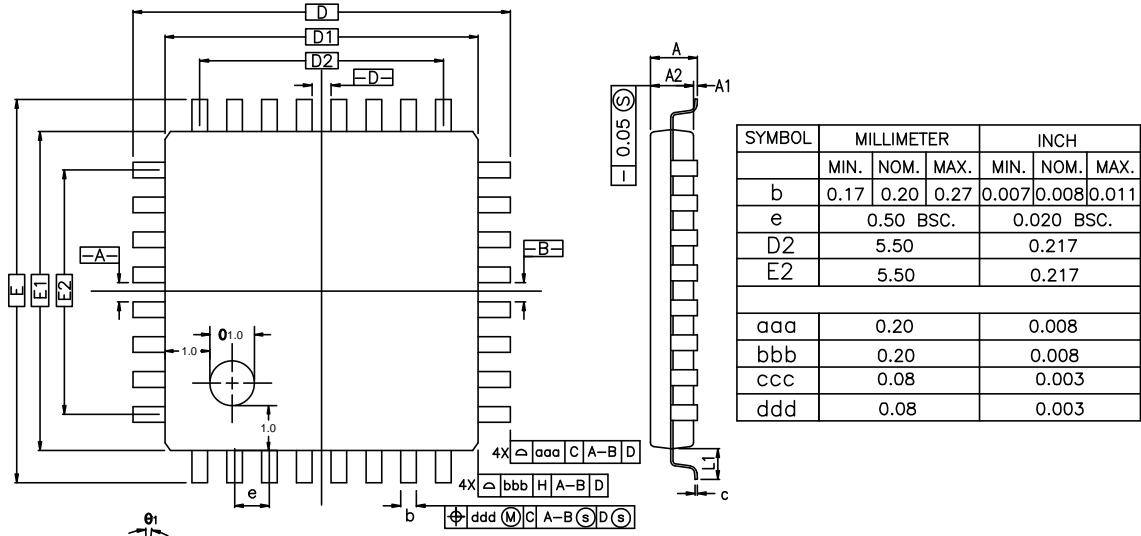 D
D1
D2
-D-
A
A2
A1
0.05 Ⓢ
E
E1
E2
-A-
-B-
01.0
1.0
1.0
4X ⌓ aaa C A-B D
4X ⌓ bbb H A-B D
⌖ ddd Ⓜ C A-B Ⓢ D Ⓢ
e
b
θ1
L1
c
SYMBOL MILLIMETER INCH
MIN. NOM. MAX. MIN. NOM. MAX.
b 0.17 0.20 0.27 0.007 0.008 0.011
e 0.50 BSC. 0.020 BSC.
D2 5.50 0.217
E2 5.50 0.217
aaa 0.20 0.008
bbb 0.20 0.008
ccc 0.08 0.003
ddd 0.08 0.003